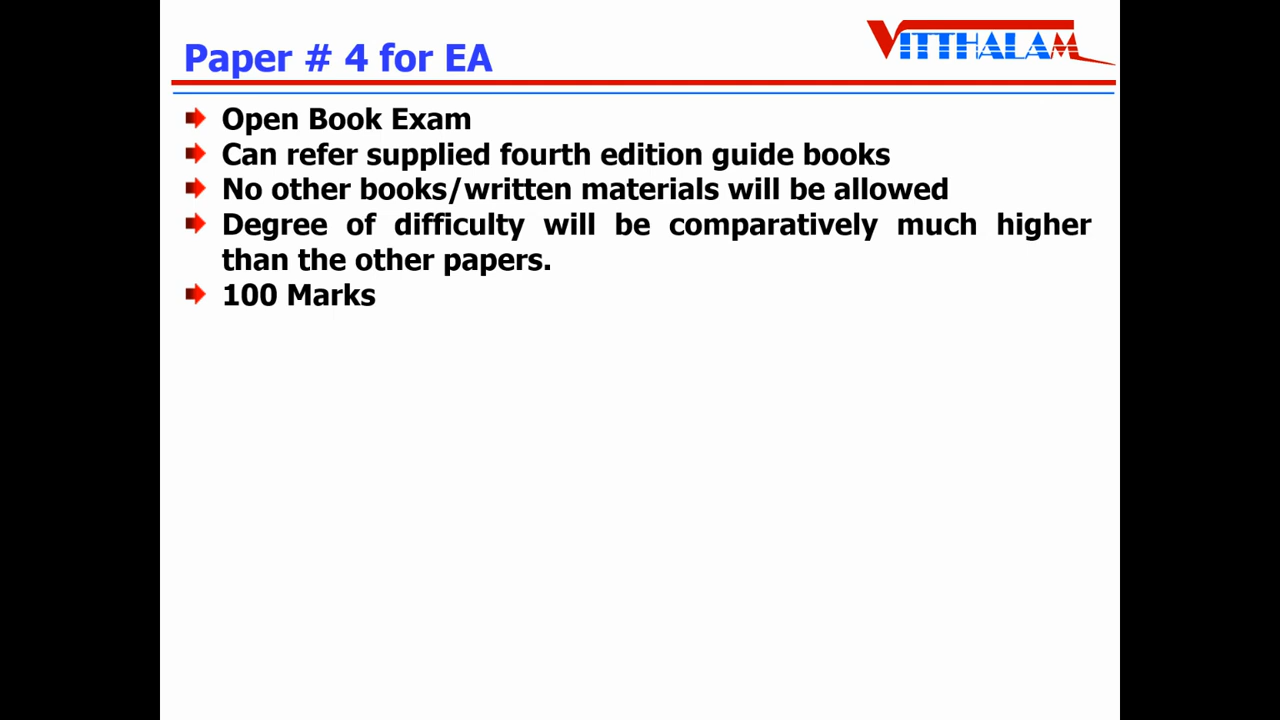 Paper # 4 for EA
VITTHALAM
Open Book Exam
Can refer supplied fourth edition guide books
No other books/written materials will be allowed
Degree of difficulty will be comparatively much higher
than the other papers.
100 Marks